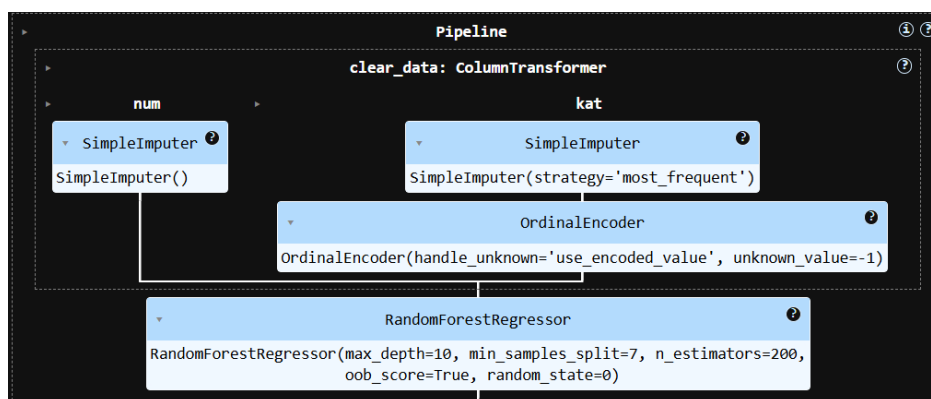 Pipeline
clear_data: ColumnTransformer
num
kat
SimpleImputer
SimpleImputer()
SimpleImputer
SimpleImputer(strategy='most_frequent')
OrdinalEncoder
OrdinalEncoder(handle_unknown='use_encoded_value', unknown_value=-1)
RandomForestRegressor
RandomForestRegressor(max_depth=10, min_samples_split=7, n_estimators=200,
oob_score=True, random_state=0)